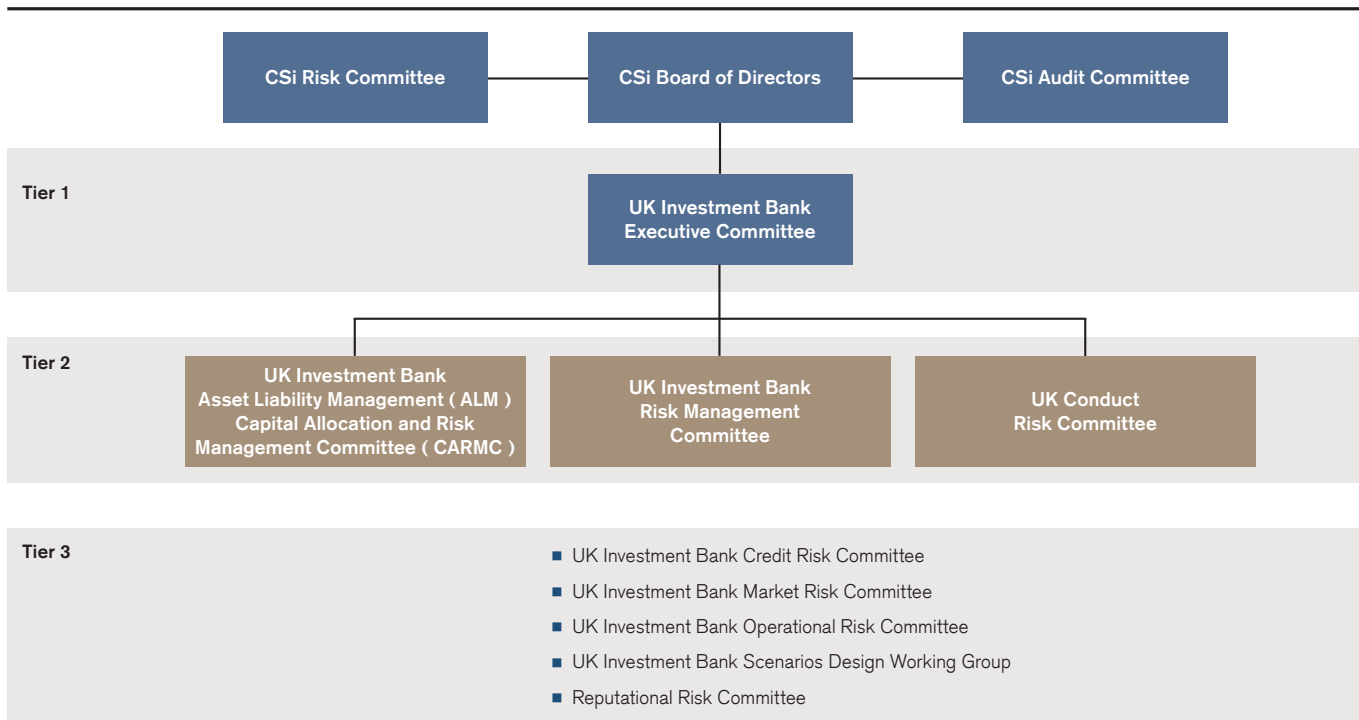 CSi Risk Committee
CSi Board of Directors
CSi Audit Committee
Tier 1
UK Investment Bank
Executive Committee
Tier 2
UK Investment Bank
Asset Liability Management ( ALM )
Capital Allocation and Risk
Management Committee ( CARMC )
UK Investment Bank
Risk Management
Committee
UK Conduct
Risk Committee
Tier 3
UK Investment Bank Credit Risk Committee
UK Investment Bank Market Risk Committee
UK Investment Bank Operational Risk Committee
UK Investment Bank Scenarios Design Working Group
Reputational Risk Committee